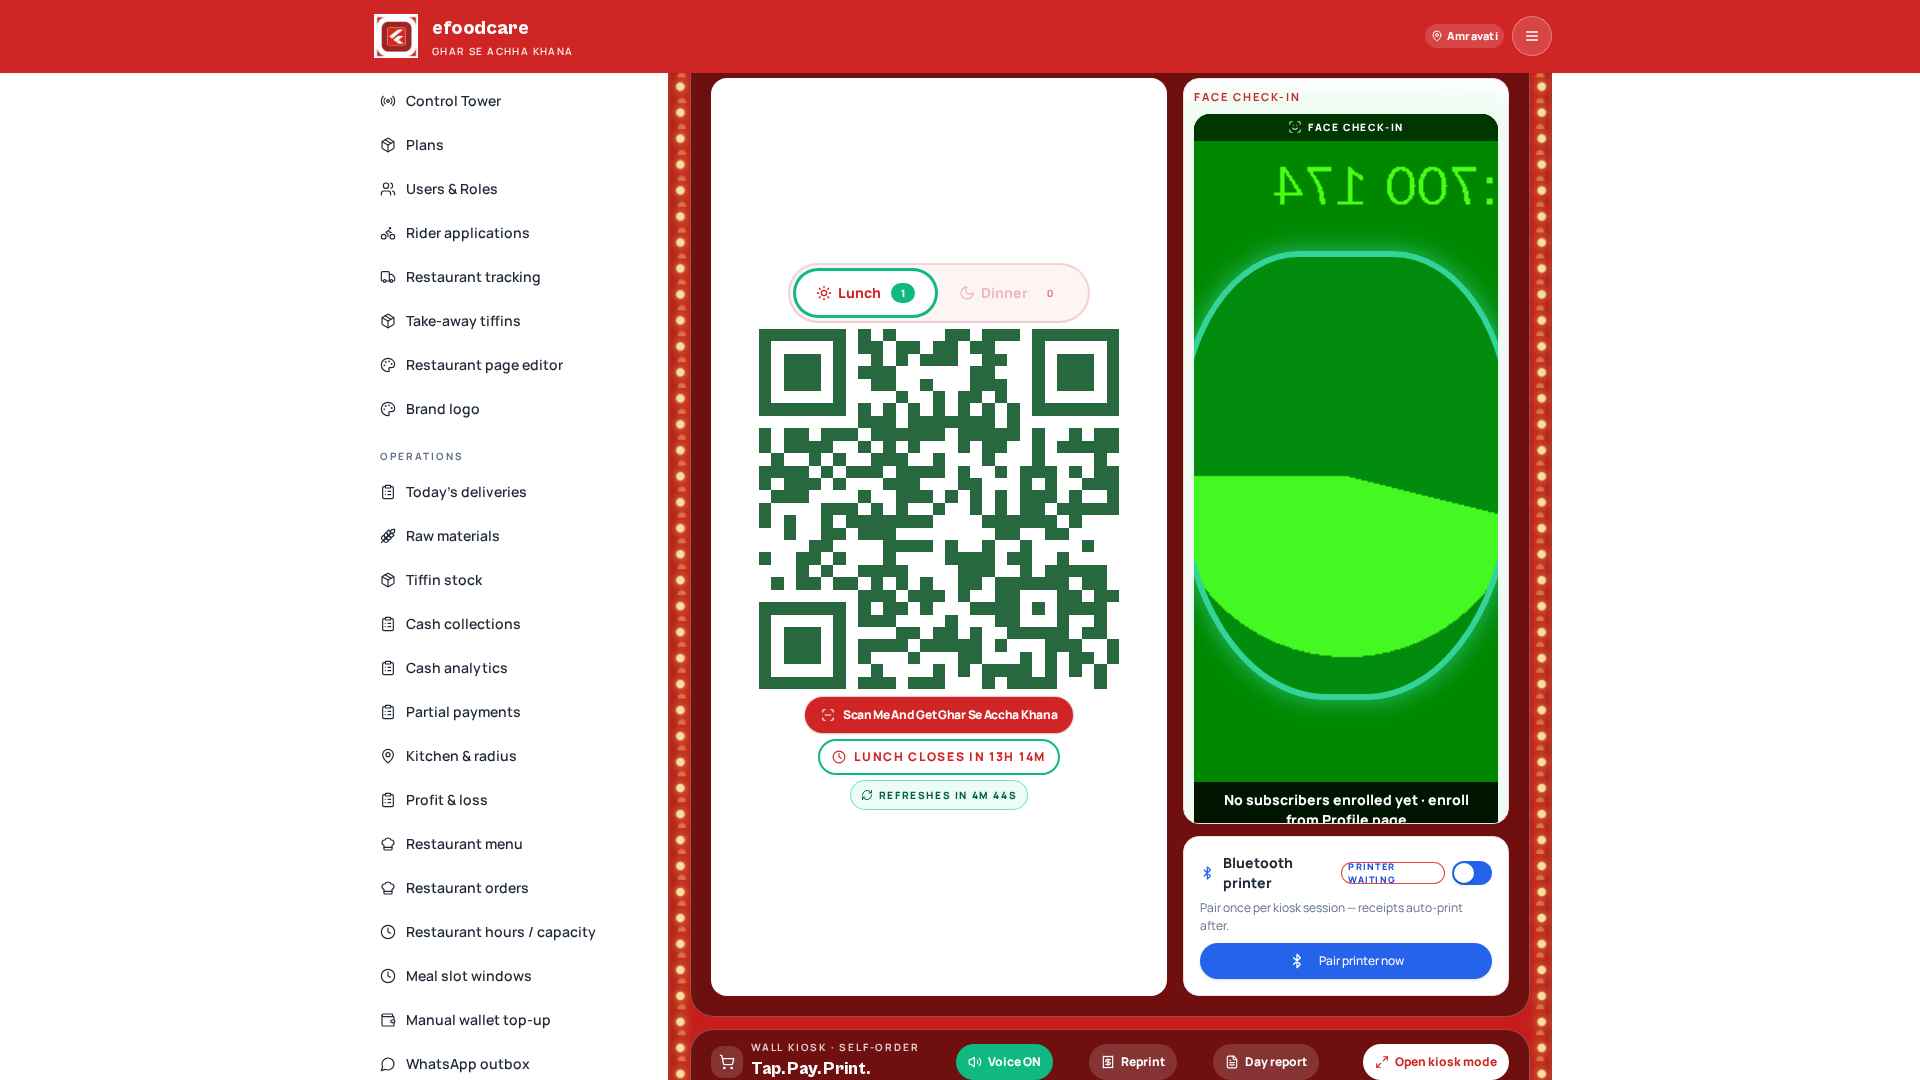 efoodcare
GHAR SE ACHHA KHANA
Amravati
Control Tower
Plans
Users & Roles
Rider applications
Restaurant tracking
Take-away tiffins
Restaurant page editor
Brand logo
OPERATIONS
Today's deliveries
Raw materials
Tiffin stock
Cash collections
Cash analytics
Partial payments
Kitchen & radius
Profit & loss
Restaurant menu
Restaurant orders
Restaurant hours / capacity
Meal slot windows
Manual wallet top-up
WhatsApp outbox
Lunch 1
Dinner 0
Scan Me And Get Ghar Se Accha Khana
LUNCH CLOSES IN 13H 14M
REFRESHES IN 4M 44S
FACE CHECK-IN
FACE CHECK-IN
:700 174
No subscribers enrolled yet · enroll
from Profile page
Bluetooth
printer
PRINTER
WAITING
Pair once per kiosk session — receipts auto-print
after.
Pair printer now
WALL KIOSK · SELF-ORDER
Tap. Pay. Print.
Voice ON
Reprint
Day report
Open kiosk mode